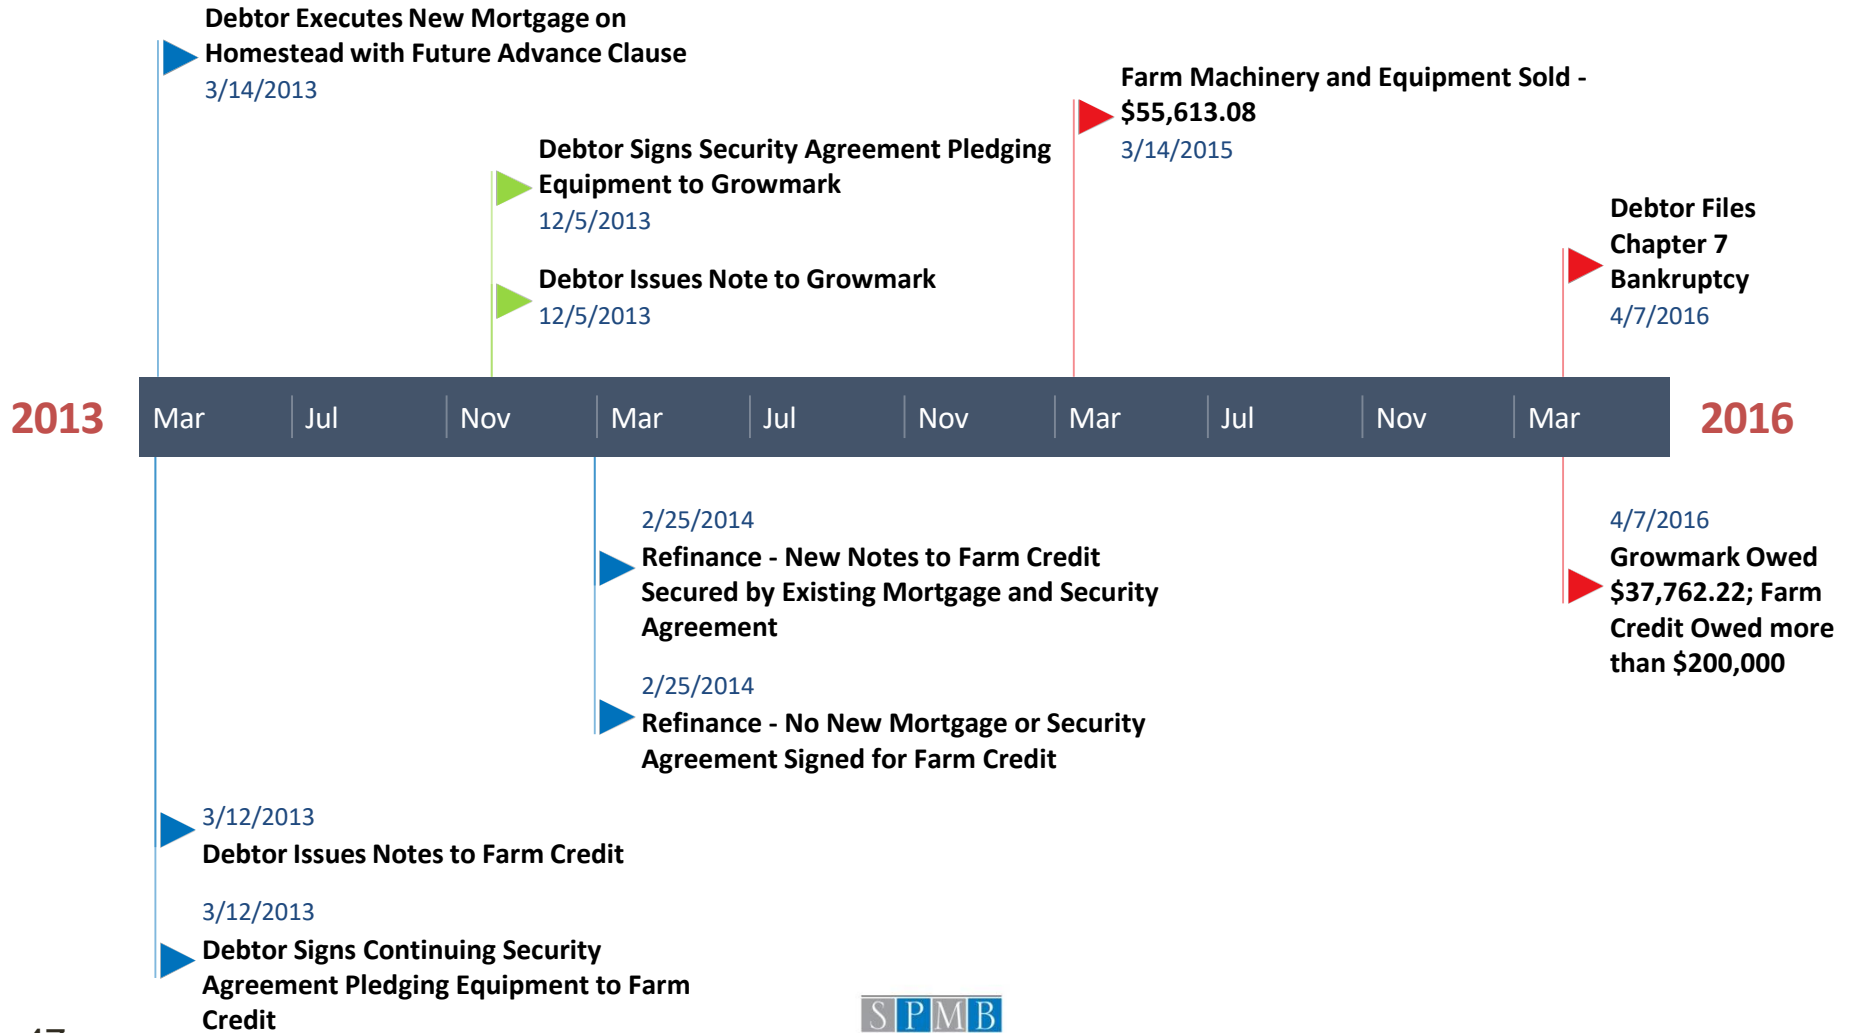 Debtor Executes New Mortgage on
Homestead with Future Advance Clause
3/14/2013
Farm Machinery and Equipment Sold -
$55,613.08
3/14/2015
Debtor Signs Security Agreement Pledging
Equipment to Growmark
12/5/2013
Debtor Files
Chapter 7
Bankruptcy
4/7/2016
Debtor Issues Note to Growmark
12/5/2013
2013
Mar Jul Nov Mar Jul Nov Mar Jul Nov Mar
2016
2/25/2014
Refinance - New Notes to Farm Credit
Secured by Existing Mortgage and Security
Agreement
4/7/2016
Growmark Owed
$37,762.22; Farm
Credit Owed more
than $200,000
2/25/2014
Refinance - No New Mortgage or Security
Agreement Signed for Farm Credit
3/12/2013
Debtor Issues Notes to Farm Credit
3/12/2013
Debtor Signs Continuing Security
Agreement Pledging Equipment to Farm
Credit
SPMB